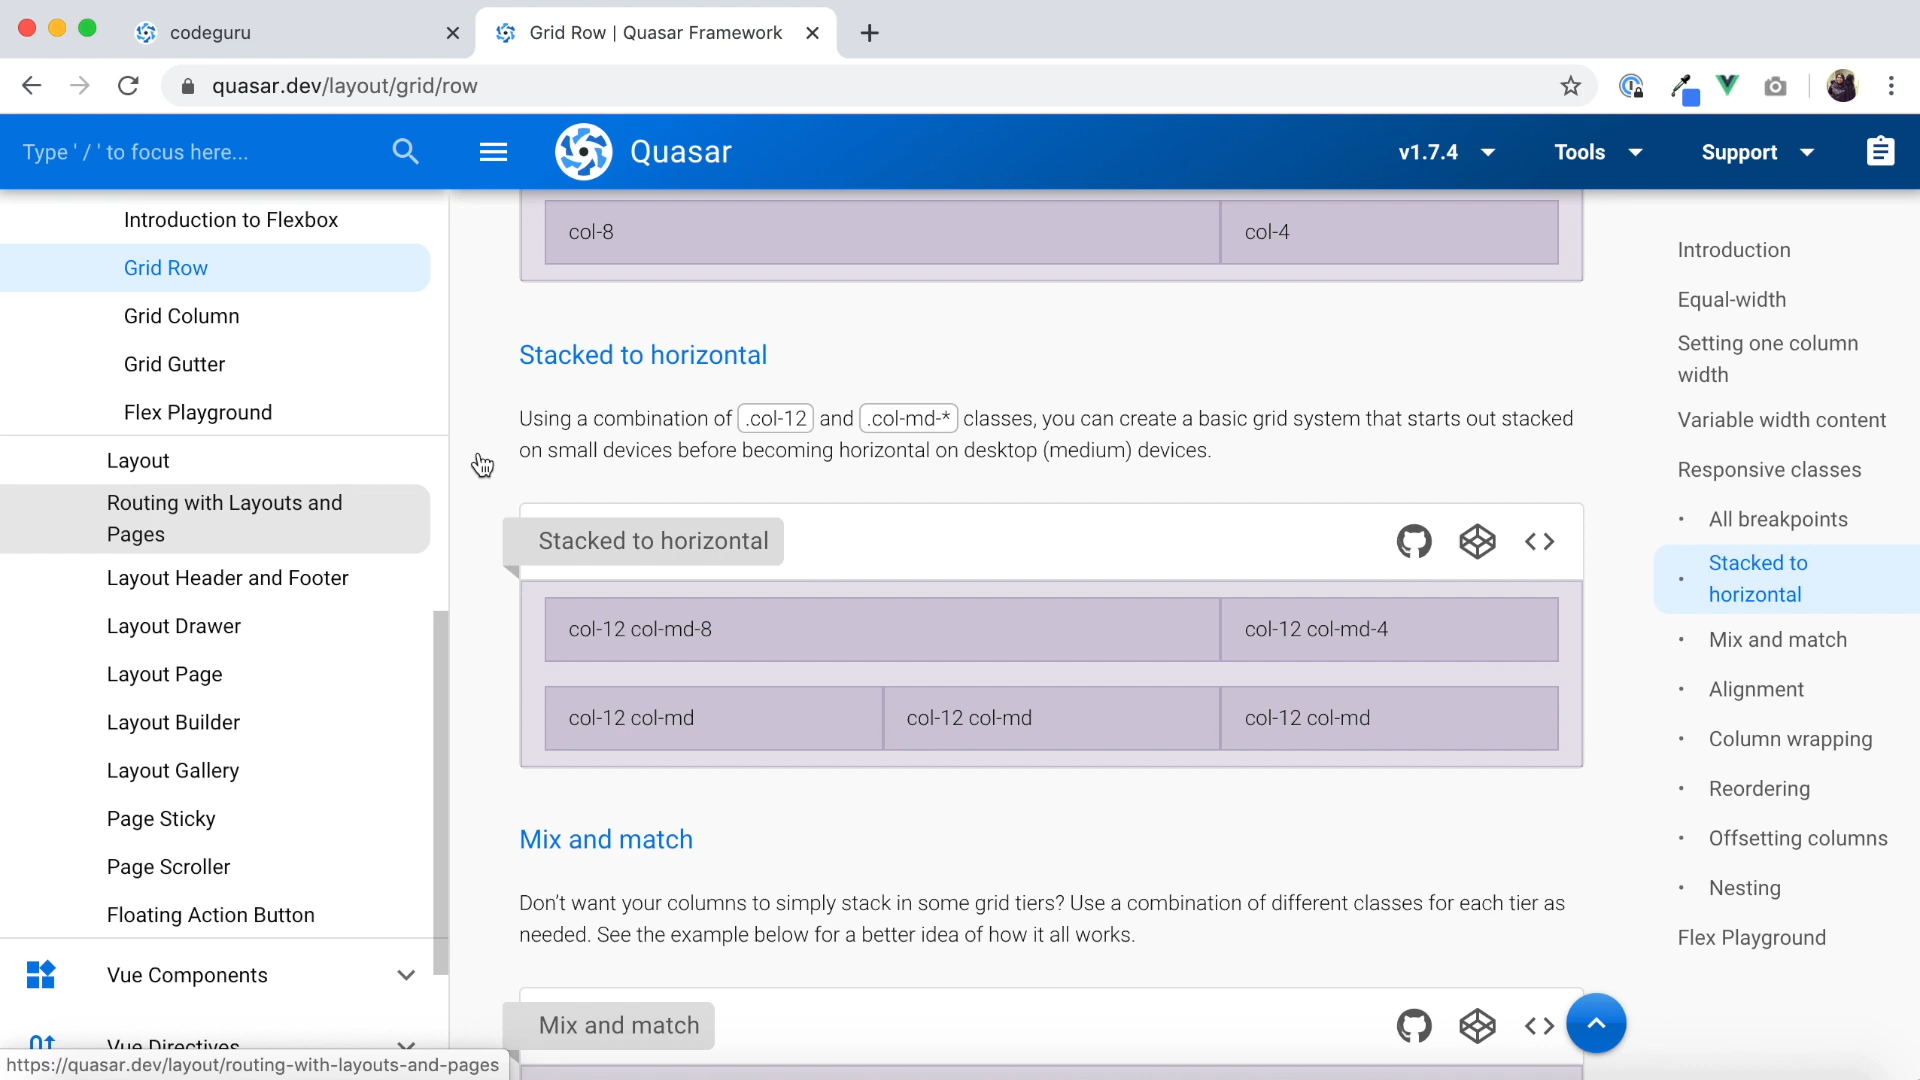 codeguru
Grid Row | Quasar Framework
quasar.dev/layout/grid/row
Type ' / ' to focus here...
Quasar
v1.7.4
Tools
Support
Introduction to Flexbox
Grid Row
Grid Column
Grid Gutter
Flex Playground
Layout
Routing with Layouts and
Pages
Layout Header and Footer
Layout Drawer
Layout Page
Layout Builder
Layout Gallery
Page Sticky
Page Scroller
Floating Action Button
Vue Components
Vue Directives
https://quasar.dev/layout/routing-with-layouts-and-pages
col-8
col-4
Stacked to horizontal
Using a combination of .col-12 and .col-md-* classes, you can create a basic grid system that starts out stacked
on small devices before becoming horizontal on desktop (medium) devices.
Stacked to horizontal
col-12 col-md-8
col-12 col-md-4
col-12 col-md
col-12 col-md
col-12 col-md
Mix and match
Don't want your columns to simply stack in some grid tiers? Use a combination of different classes for each tier as
needed. See the example below for a better idea of how it all works.
Mix and match
Introduction
Equal-width
Setting one column
width
Variable width content
Responsive classes
All breakpoints
Stacked to
horizontal
Mix and match
Alignment
Column wrapping
Reordering
Offsetting columns
Nesting
Flex Playground